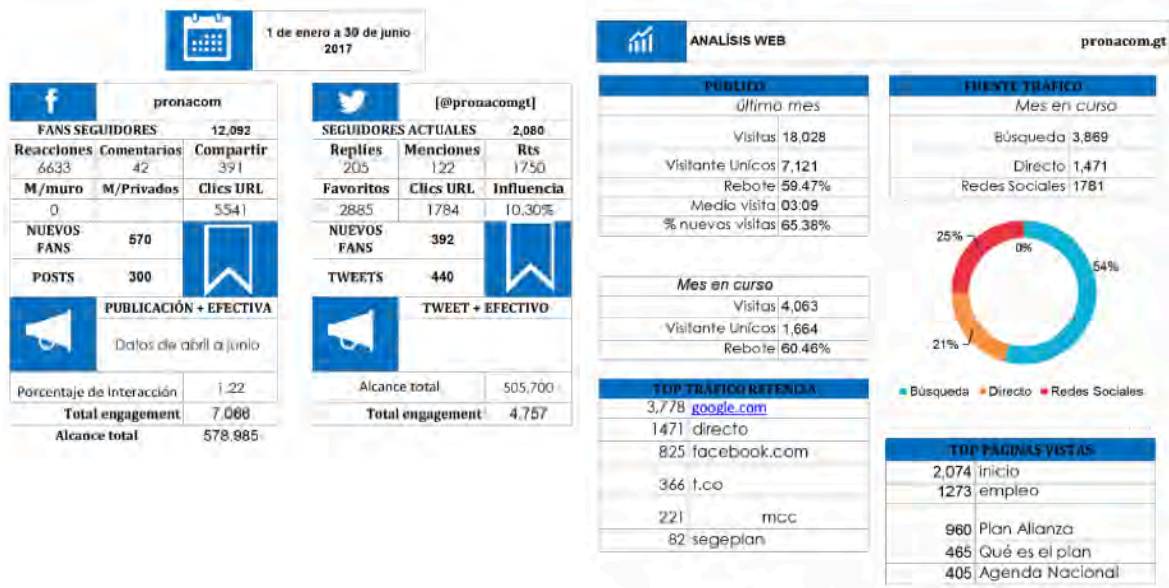 1 de enero a 30 de junio
2017
pronacom
FANS SEGUIDORES 12,092
Reacciones Comentarios Compartir
6633 42 391
M/muro M/Privados Clics URL
0 5541
NUEVOS
FANS 570
POSTS 300
PUBLICACIÓN + EFECTIVA
Datos de abril a junio
Porcentaje de Interacción 1.22
Total engagement 7.066
Alcance total 578.985
[@pronacomgt]
SEGUIDORES ACTUALES 2,080
Replies Menciones Rts
205 122 1750
Favoritos Clics URL Influencia
2885 1784 10.30%
NUEVOS
FANS 392
TWEETS 440
TWEET + EFECTIVO
Alcance total 505,700
Total engagement 4.757
ANALÍSIS WEB pronacom.gt
PÚBLICO
último mes
Visitas 18,028
Visitante Unícos 7,121
Rebote 59.47%
Media visita 03:09
% nuevas visitas 65.38%
Mes en curso
Visitas 4,063
Visitante Unícos 1,664
Rebote 60.46%
TOP TRÁFICO REFENCIA
3,778 google.com
1471 directo
825 facebook.com
366 t.co
221 mcc
82 segeplan
FUENTE TRÁFICO
Mes en curso
Búsqueda 3,869
Directo 1,471
Redes Sociales 1781
25%
0%
54%
21%
Búsqueda Directo Redes Sociales
TOP PÁGINAS VISTAS
2,074 inicio
1273 empleo
960 Plan Alianza
465 Qué es el plan
405 Agenda Nacional